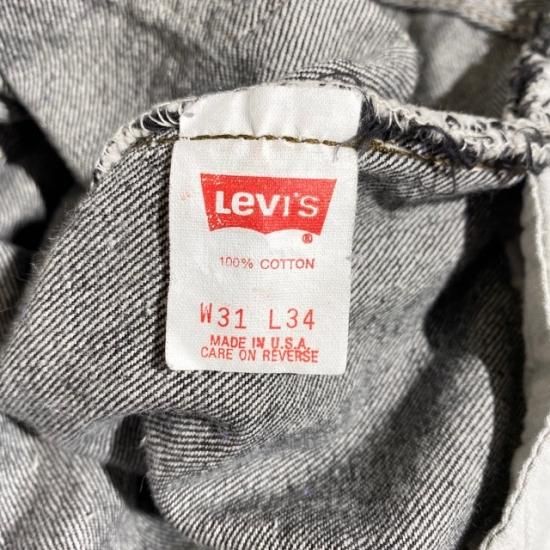 Levi's
®
100% COTTON
W31 L34
MADE IN U.S.A.
CARE ON REVERSE